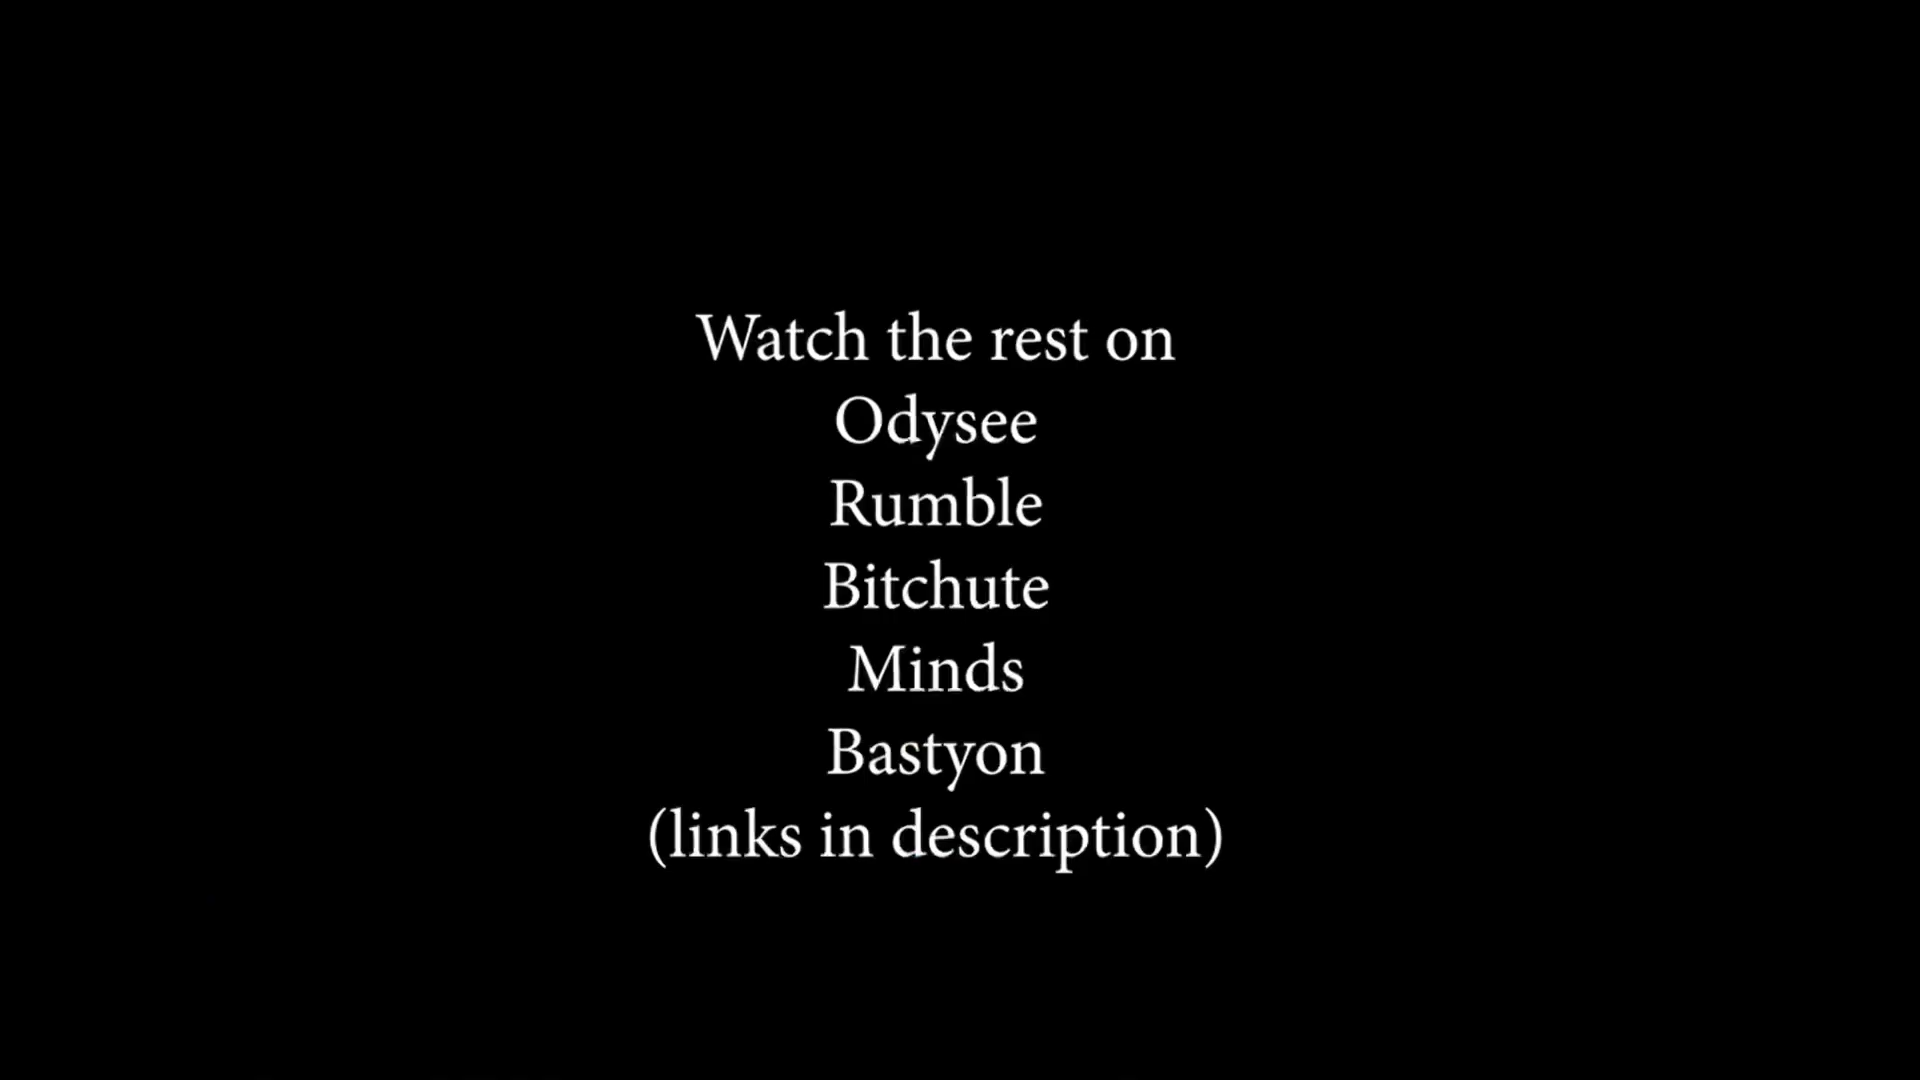 Watch the rest on
Odysee
Rumble
Bitchute
Minds
Bastyon
(links in description)